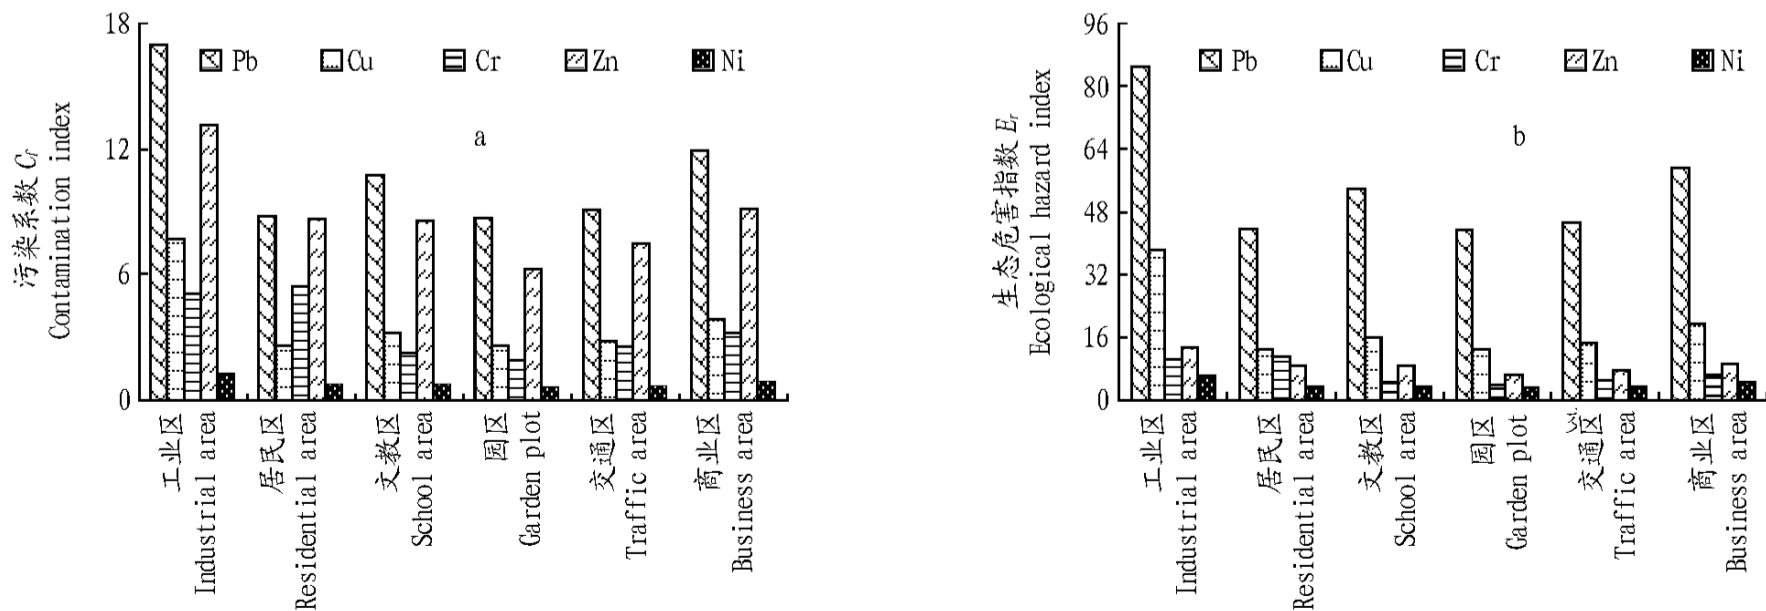 污染系数 Cᵣ
Contamination index
18
12
6
0
Pb
Cu
Cr
Zn
Ni
a
工业区
Industrial area
居民区
Residential area
文教区
School area
园区
Garden plot
交通区
Traffic area
商业区
Business area
生态危害指数 Eᵣ
Ecological hazard index
96
80
64
48
32
16
0
Pb
Cu
Cr
Zn
Ni
b
工业区
Industrial area
居民区
Residential area
文教区
School area
园区
Garden plot
交通区
Traffic area
商业区
Business area